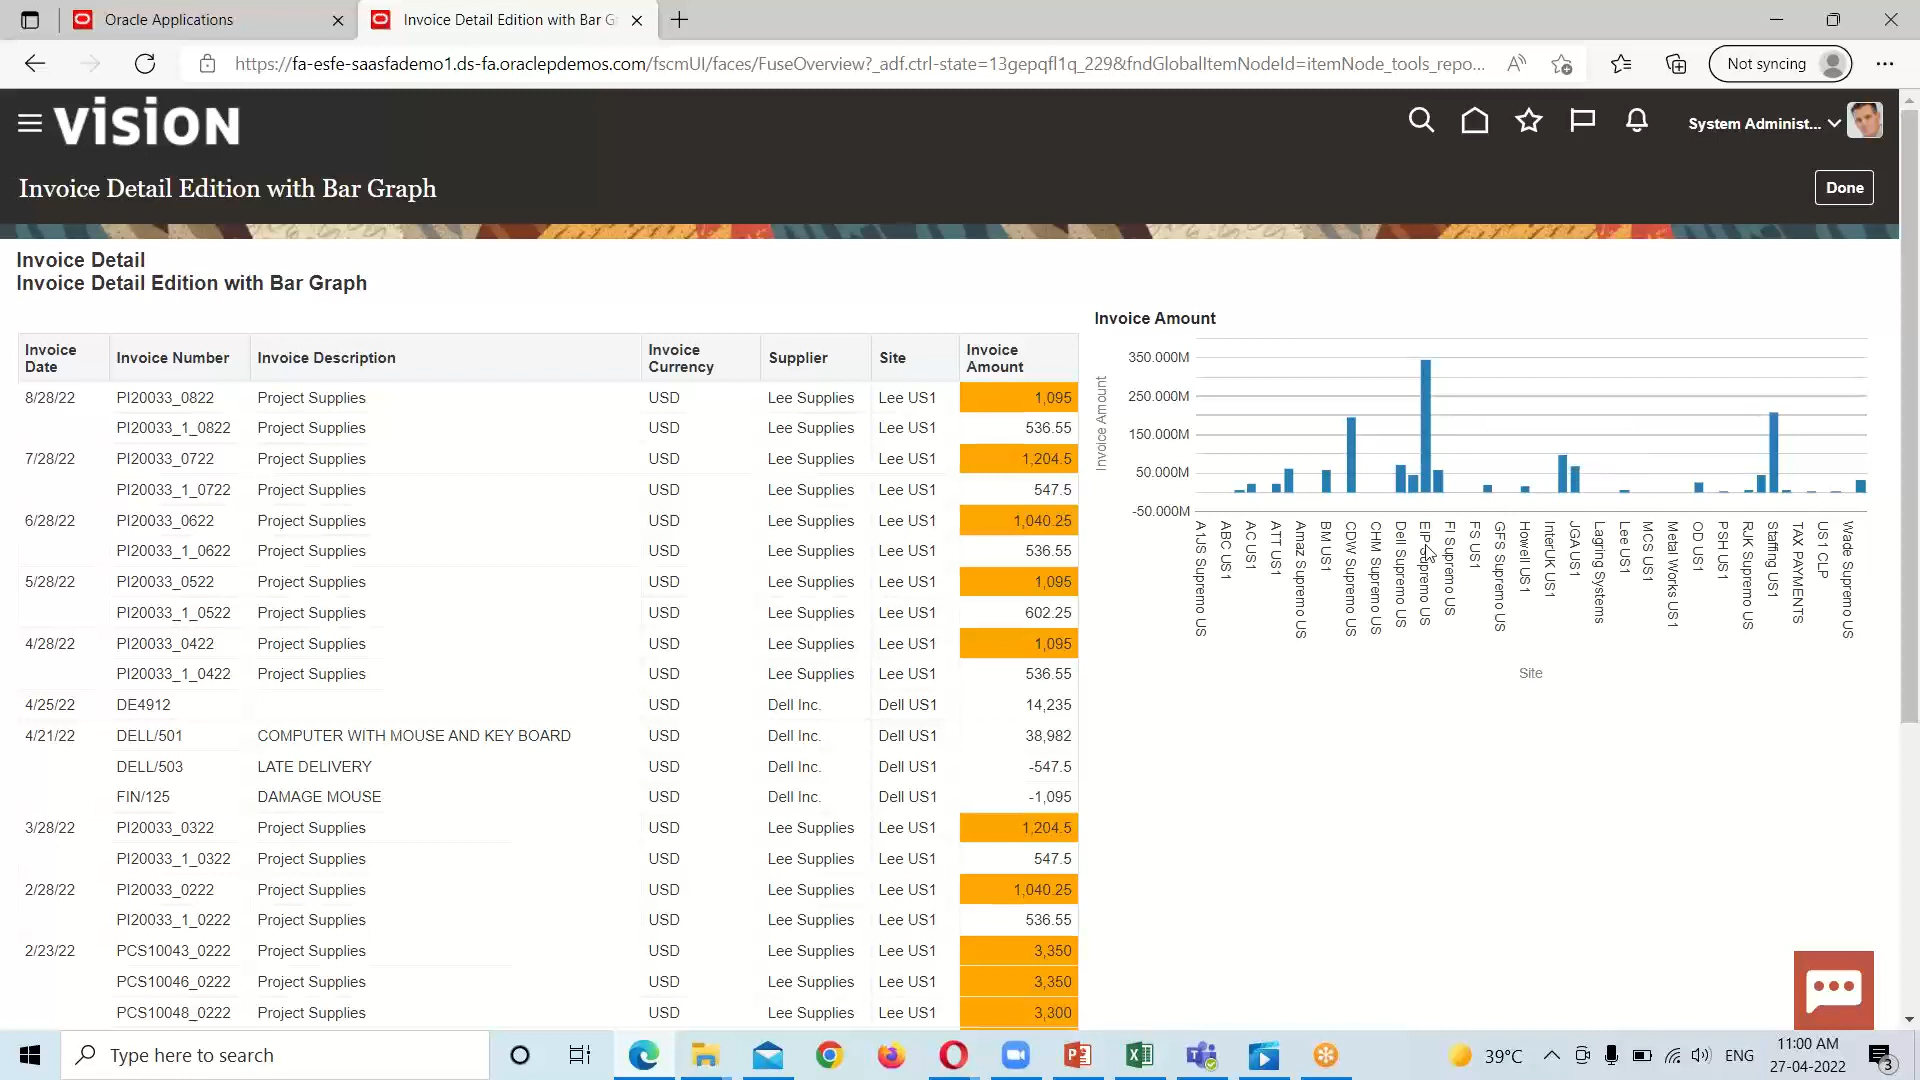 Oracle Applications
Invoice Detail Edition with Bar G
https://fa-esfe-saasfademo1.ds-fa.oraclepdemos.com/fscmUI/faces/FuseOverview?_adf.ctrl-state=13gepqfl1q_229&fndGlobalItemNodeId=itemNode_tools_repo...
Not syncing
vision
System Administ...
Invoice Detail Edition with Bar Graph
Done
Invoice Detail
Invoice Detail Edition with Bar Graph
Invoice Date Invoice Number Invoice Description Invoice Currency Supplier Site Invoice Amount
8/28/22 PI20033_0822 Project Supplies USD Lee Supplies Lee US1 1,095
PI20033_1_0822 Project Supplies USD Lee Supplies Lee US1 536.55
7/28/22 PI20033_0722 Project Supplies USD Lee Supplies Lee US1 1,204.5
PI20033_1_0722 Project Supplies USD Lee Supplies Lee US1 547.5
6/28/22 PI20033_0622 Project Supplies USD Lee Supplies Lee US1 1,040.25
PI20033_1_0622 Project Supplies USD Lee Supplies Lee US1 536.55
5/28/22 PI20033_0522 Project Supplies USD Lee Supplies Lee US1 1,095
PI20033_1_0522 Project Supplies USD Lee Supplies Lee US1 602.25
4/28/22 PI20033_0422 Project Supplies USD Lee Supplies Lee US1 1,095
PI20033_1_0422 Project Supplies USD Lee Supplies Lee US1 536.55
4/25/22 DE4912 USD Dell Inc. Dell US1 14,235
4/21/22 DELL/501 COMPUTER WITH MOUSE AND KEY BOARD USD Dell Inc. Dell US1 38,982
DELL/503 LATE DELIVERY USD Dell Inc. Dell US1 -547.5
FIN/125 DAMAGE MOUSE USD Dell Inc. Dell US1 -1,095
3/28/22 PI20033_0322 Project Supplies USD Lee Supplies Lee US1 1,204.5
PI20033_1_0322 Project Supplies USD Lee Supplies Lee US1 547.5
2/28/22 PI20033_0222 Project Supplies USD Lee Supplies Lee US1 1,040.25
PI20033_1_0222 Project Supplies USD Lee Supplies Lee US1 536.55
2/23/22 PCS10043_0222 Project Supplies USD Lee Supplies Lee US1 3,350
PCS10046_0222 Project Supplies USD Lee Supplies Lee US1 3,350
PCS10048_0222 Project Supplies USD Lee Supplies Lee US1 3,300
Invoice Amount
Invoice Amount
350.000M
250.000M
150.000M
50.000M
-50.000M
A1JS Supremo US
ABC US1
AC US1
ATT US1
Amaz Supremo US
BM US1
CDW Supremo US
CHM Supremo US
Dell Supremo US
EIP Supremo US
FI Supremo US
FS US1
GFS Supremo US
Howell US1
InterUK US1
JGA US1
Lagring Systems
Lee US1
MCS US1
Metal Works US1
OD US1
PSH US1
RJK Supremo US
Staffing US1
TAX PAYMENTS
US1 CLP
Wade Supremo US
Site
Type here to search
39°C
ENG
11:00 AM
27-04-2022
3